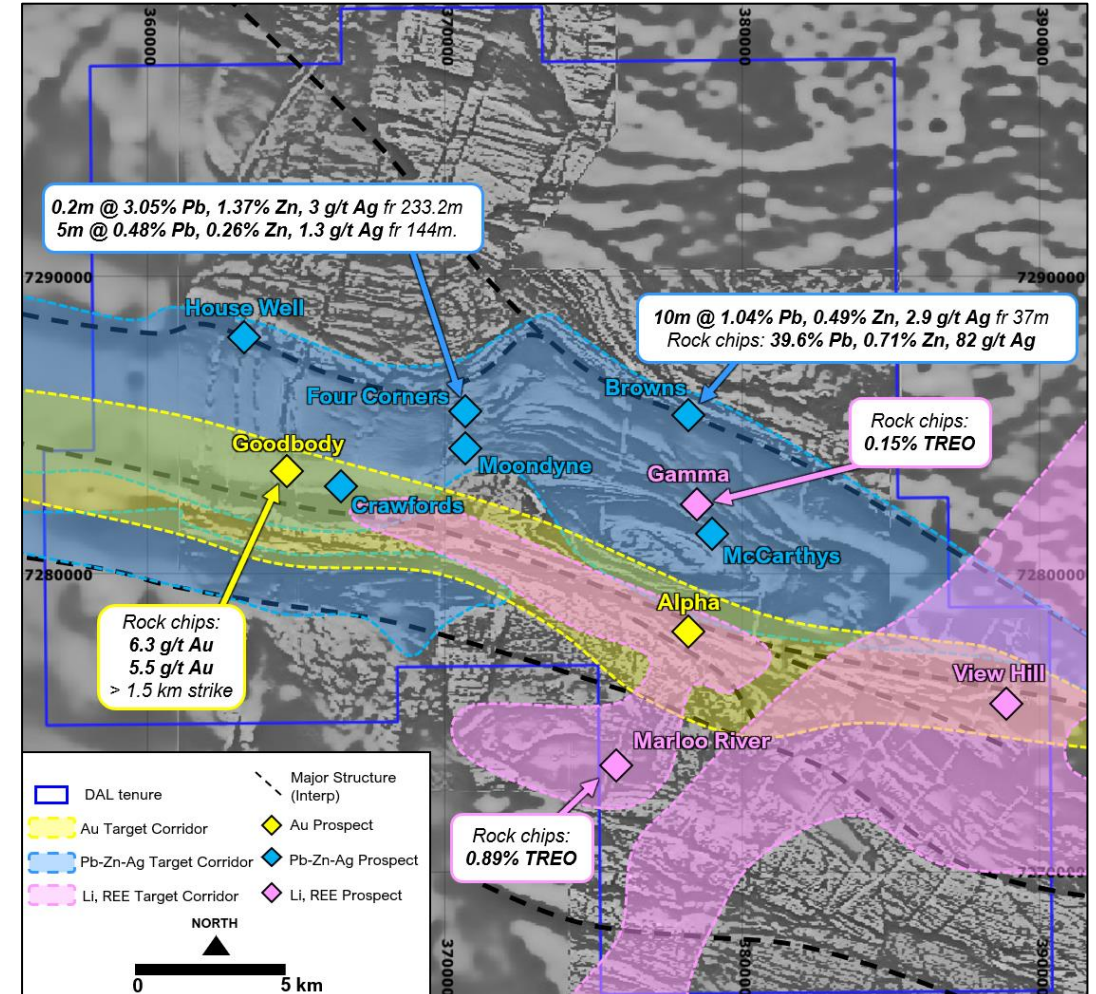 360000
370000
380000
390000
0.2m @ 3.05% Pb, 1.37% Zn, 3 g/t Ag fr 233.2m
5m @ 0.48% Pb, 0.26% Zn, 1.3 g/t Ag fr 144m.
7290000
7290000
House Well
10m @ 1.04% Pb, 0.49% Zn, 2.9 g/t Ag fr 37m
Rock chips: 39.6% Pb, 0.71% Zn, 82 g/t Ag
Four Corners
Browns
Rock chips:
0.15% TREO
Goodbody
Moondyne
Gamma
Crawfords
McCarthys
7280000
7280000
Alpha
Rock chips:
6.3 g/t Au
5.5 g/t Au
> 1.5 km strike
View Hill
Marloo River
Rock chips:
0.89% TREO
7270000
DAL tenure
Major Structure
(Interp)
Au Target Corridor
Au Prospect
Pb-Zn-Ag Target Corridor
Pb-Zn-Ag Prospect
Li, REE Target Corridor
Li, REE Prospect
NORTH
0
5 km
370000
380000
390000